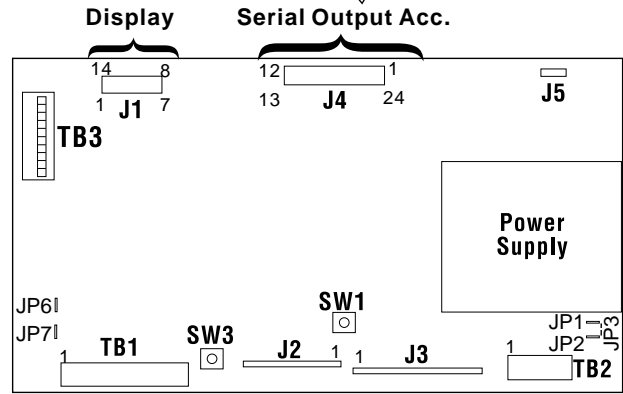 Display
Serial Output Acc.
14 8
1 J1 7
12 1
13 J4 24
J5
TB3
Power
Supply
JP6
JP7
SW1
SW3
JP1
JP2
JP3
1 TB1
J2 1
1 J3
1 TB2